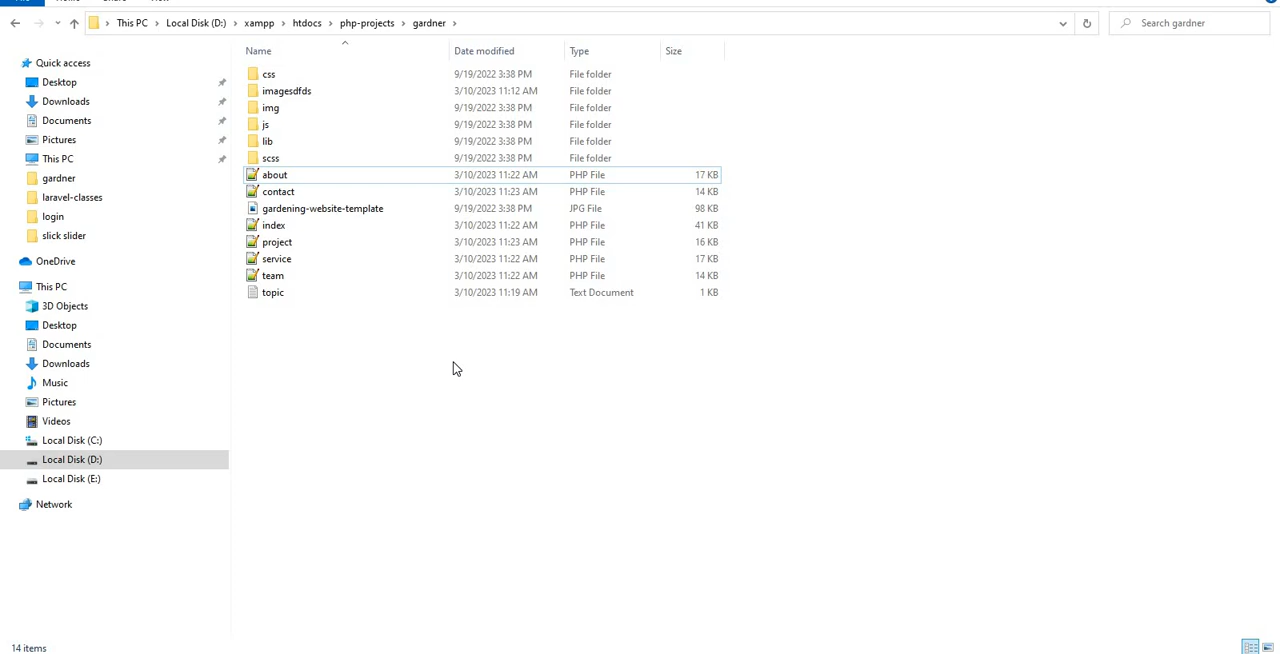 This PC > Local Disk (D:) > xampp > htdocs > php-projects > gardner >
Search gardner
Name Date modified Type Size
Quick access
Desktop
Downloads
Documents
Pictures
This PC
gardner
laravel-classes
login
slick slider
OneDrive
This PC
3D Objects
Desktop
Documents
Downloads
Music
Pictures
Videos
Local Disk (C:)
Local Disk (D:)
Local Disk (E:)
Network
css 9/19/2022 3:38 PM File folder
imagesdfds 3/10/2023 11:12 AM File folder
img 9/19/2022 3:38 PM File folder
js 9/19/2022 3:38 PM File folder
lib 9/19/2022 3:38 PM File folder
scss 9/19/2022 3:38 PM File folder
about 3/10/2023 11:22 AM PHP File 17 KB
contact 3/10/2023 11:23 AM PHP File 14 KB
gardening-website-template 9/19/2022 3:38 PM JPG File 98 KB
index 3/10/2023 11:22 AM PHP File 41 KB
project 3/10/2023 11:23 AM PHP File 16 KB
service 3/10/2023 11:22 AM PHP File 17 KB
team 3/10/2023 11:22 AM PHP File 14 KB
topic 3/10/2023 11:19 AM Text Document 1 KB
14 items